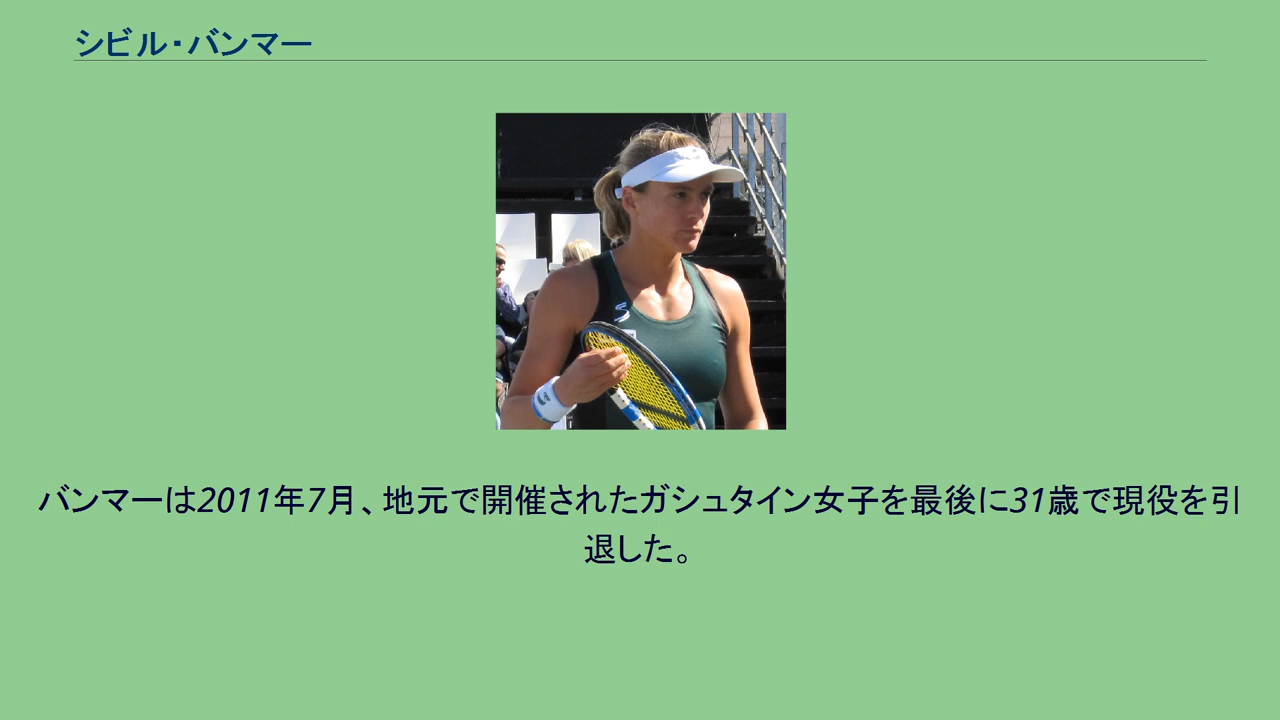 シビル・バンマー
バンマーは2011年7月、地元で開催されたガシュタイン女子を最後に31歳で現役を引
退した。